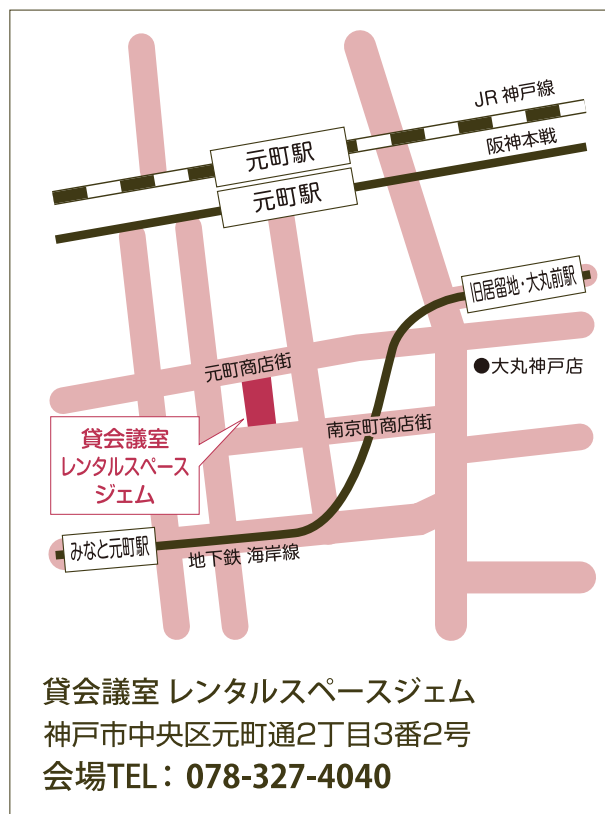 JR 神戸線
元町駅
阪神本戦
元町駅
旧居留地・大丸前駅
元町商店街
●大丸神戸店
南京町商店街
貸会議室
レンタルスペース
ジェム
みなと元町駅
地下鉄 海岸線
貸会議室 レンタルスペースジェム
神戸市中央区元町通2丁目3番2号
会場TEL: 078-327-4040